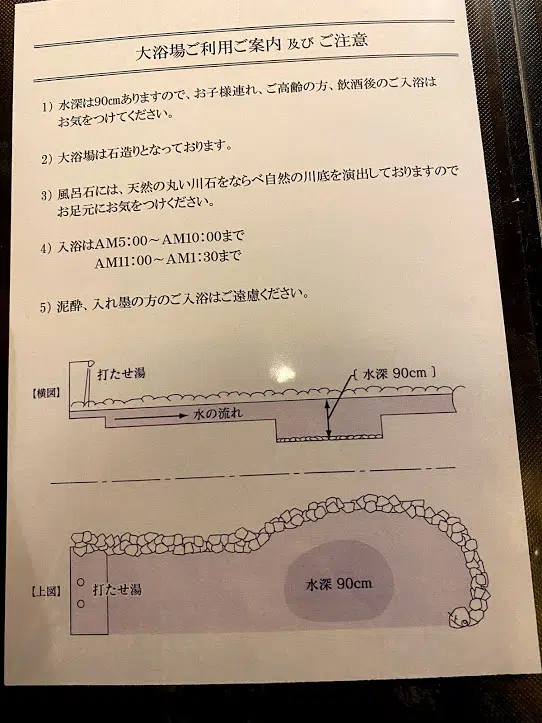 大浴場ご利用ご案内 及び ご注意
1) 水深は90cmありますので、お子様連れ、ご高齢の方、飲酒後のご入浴は
お気をつけてください。
2) 大浴場は石造りとなっております。
3) 風呂石には、天然の丸い川石をならべ自然の川底を演出しておりますので
お足元にお気をつけください。
4) 入浴はAM5:00～AM10:00まで
AM11:00～AM1:30まで
5) 泥酔、入れ墨の方のご入浴はご遠慮ください。
打たせ湯
〔 水深 90cm 〕
【横図】
水の流れ
【上図】
打たせ湯
水深 90cm